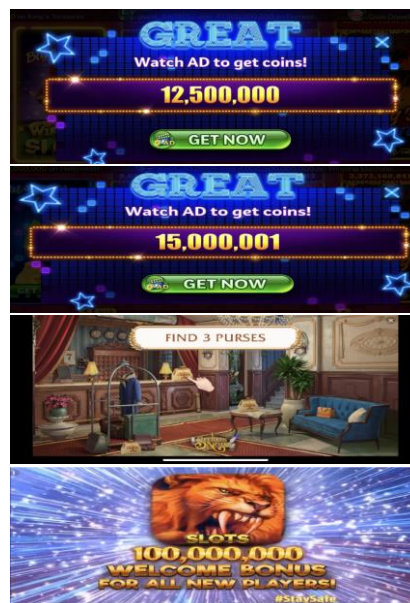 GREAT
Watch AD to get coins!
12,500,000
GET NOW
GREAT
Watch AD to get coins!
15,000,001
GET NOW
FIND 3 PURSES
SLOTS
100,000,000
WELCOME BONUS
FOR ALL NEW PLAYERS!
#StaySafe